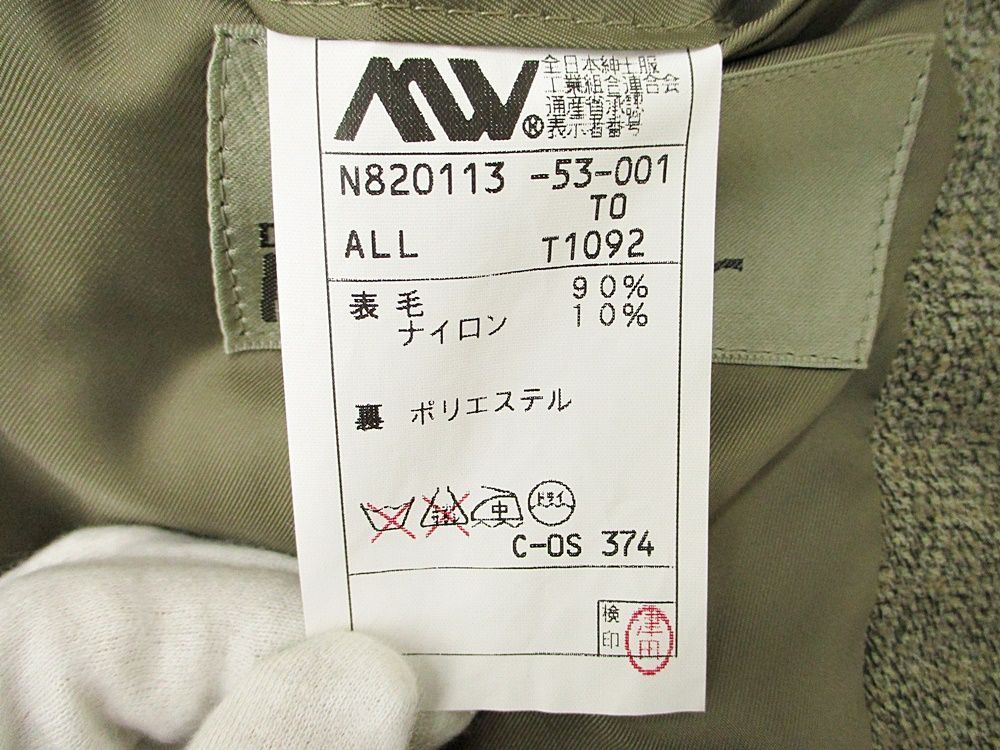 MW®
全日本紳士服
工業組合連合会
通産省承認
表示者番号
N820113 -53-001
TO
ALL T1092
表 毛 90%
ナイロン 10%
裏 ポリエステル
中 ドライ
C-OS 374
検印 津田